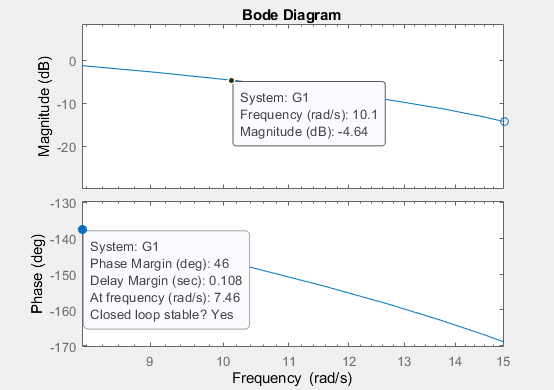 Bode Diagram
Magnitude (dB)
0
-10
-20
System: G1
Frequency (rad/s): 10.1
Magnitude (dB): -4.64
Phase (deg)
-130
-140
-150
-160
-170
System: G1
Phase Margin (deg): 46
Delay Margin (sec): 0.108
At frequency (rad/s): 7.46
Closed loop stable? Yes
9 10 11 12 13 14 15
Frequency (rad/s)